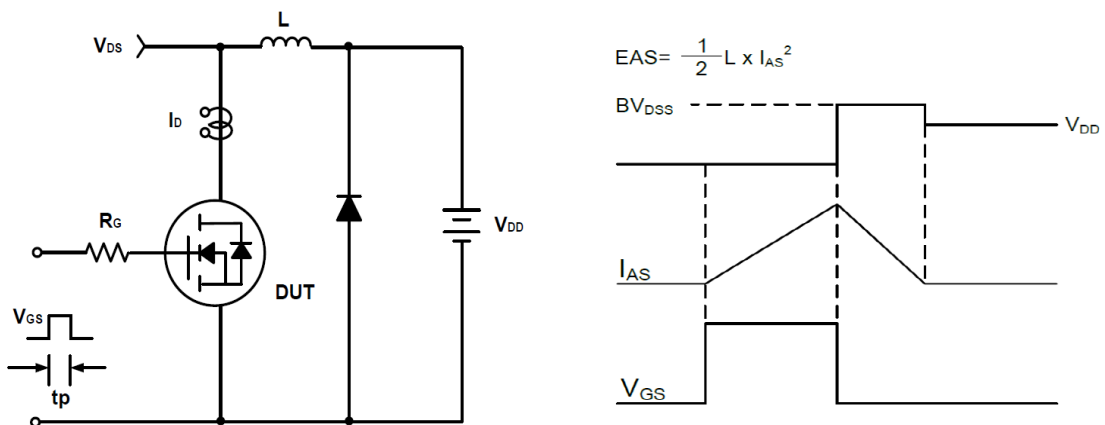 L
VDS
ID
RG
VDD
DUT
VGS
tp
EAS= 1/2 L x IAS²
BVDSS
VDD
IAS
VGS